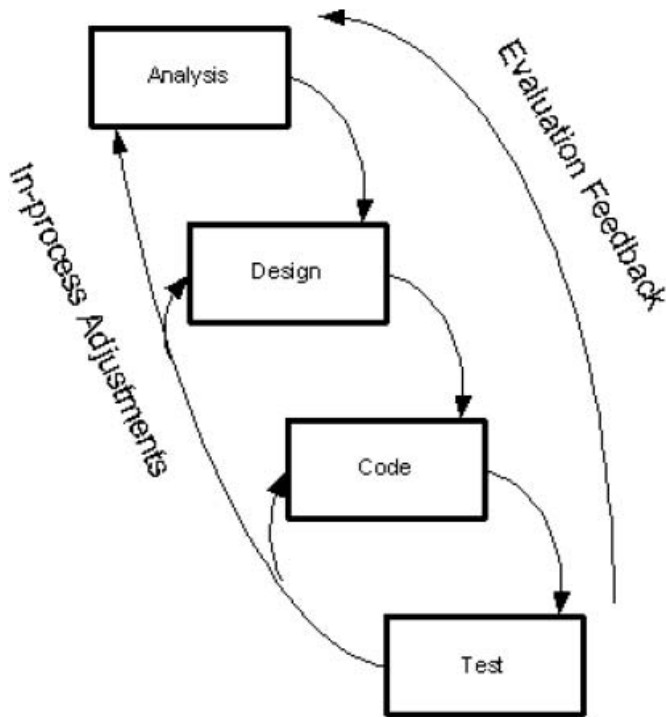 Analysis
Evaluation Feedback
In-process Adjustments
Design
Code
Test